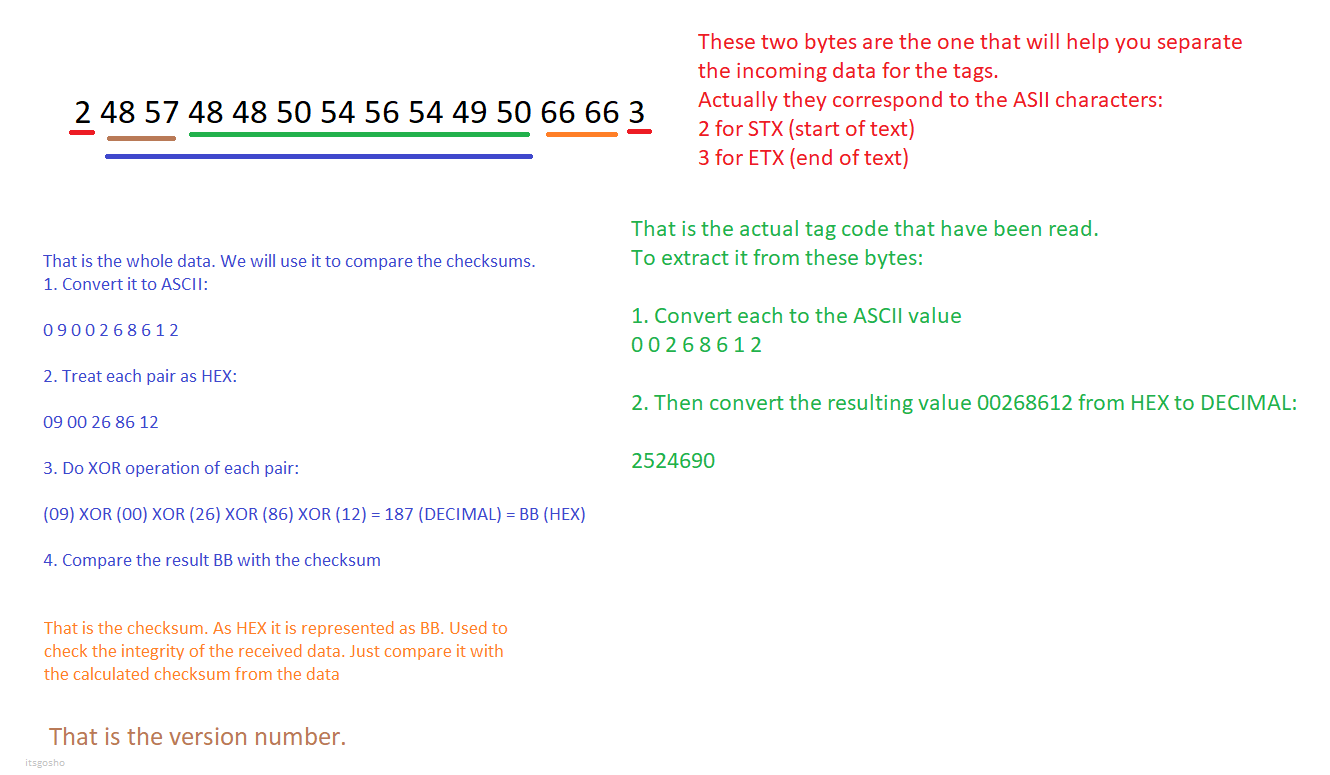 2 48 57 48 48 50 54 56 54 49 50 66 66 3
These two bytes are the one that will help you separate
the incoming data for the tags.
Actually they correspond to the ASII characters:
2 for STX (start of text)
3 for ETX (end of text)
That is the whole data. We will use it to compare the checksums.
1. Convert it to ASCII:
0 9 0 0 2 6 8 6 1 2
2. Treat each pair as HEX:
09 00 26 86 12
3. Do XOR operation of each pair:
(09) XOR (00) XOR (26) XOR (86) XOR (12) = 187 (DECIMAL) = BB (HEX)
4. Compare the result BB with the checksum
That is the actual tag code that have been read.
To extract it from these bytes:
1. Convert each to the ASCII value
0 0 2 6 8 6 1 2
2. Then convert the resulting value 00268612 from HEX to DECIMAL:
2524690
That is the checksum. As HEX it is represented as BB. Used to
check the integrity of the received data. Just compare it with
the calculated checksum from the data
That is the version number.
itsgosho